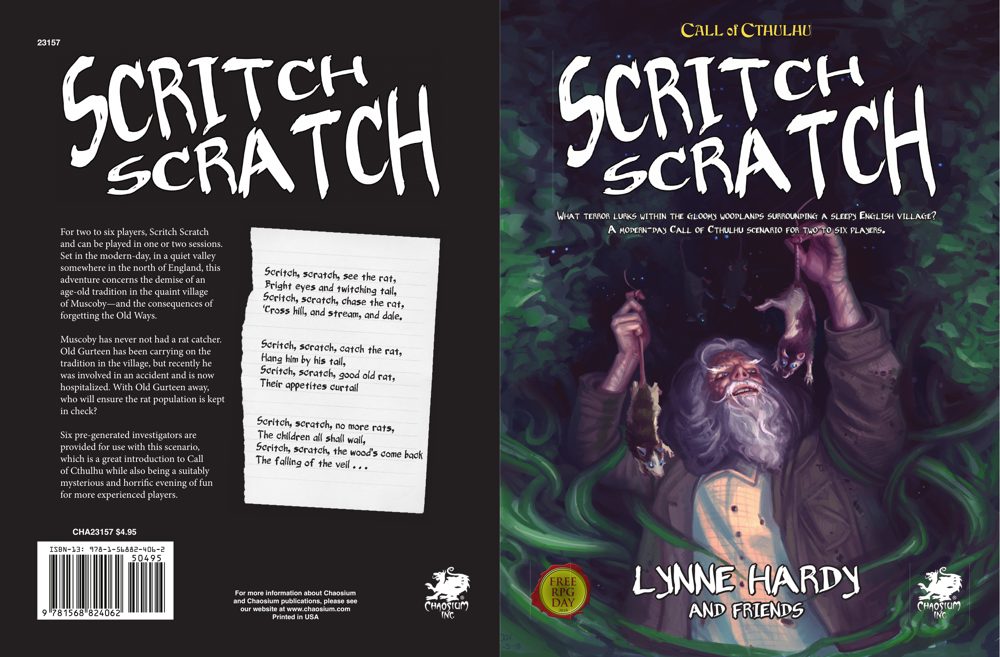 23157
SCRITCH
SCRATCH
For two to six players, Scritch Scratch
and can be played in one or two sessions.
Set in the modern-day, in a quiet valley
somewhere in the north of England, this
adventure concerns the demise of an
age-old tradition in the quaint village
of Muscoby—and the consequences of
forgetting the Old Ways.
Muscoby has never not had a rat catcher.
Old Gurteen has been carrying on the
tradition in the village, but recently he
was involved in an accident and is now
hospitalized. With Old Gurteen away,
who will ensure the rat population is kept
in check?
Six pre-generated investigators are
provided for use with this scenario,
which is a great introduction to Call
of Cthulhu while also being a suitably
mysterious and horrific evening of fun
for more experienced players.
Scritch, scratch, see the rat,
Bright eyes and twitching tail,
Scritch, scratch, chase the rat,
'Cross hill, and stream, and dale.
Scritch, scratch, catch the rat,
Hang him by his tail,
Scritch, scratch, good old rat,
Their appetites curtail
Scritch, scratch, no more rats,
The children all shall wail,
Scritch, scratch, the wood's come back
The falling of the veil . . .
CHA23157 $4.95
ISBN-13: 978-1-56882-406-2
50495
9 781568 824062
For more information about Chaosium
and Chaosium publications, please see
our website at www.chaosium.com
Printed in USA
CHAOSIUM
INC
CALL of CTHULHU
SCRITCH
SCRATCH
What terror lurks within the gloomy woodlands surrounding a sleepy English village?
A modern-day Call of Cthulhu scenario for two to six players.
LYNNE HARDY
AND FRIENDS
FREE
RPG
DAY
CHAOSIUM
INC